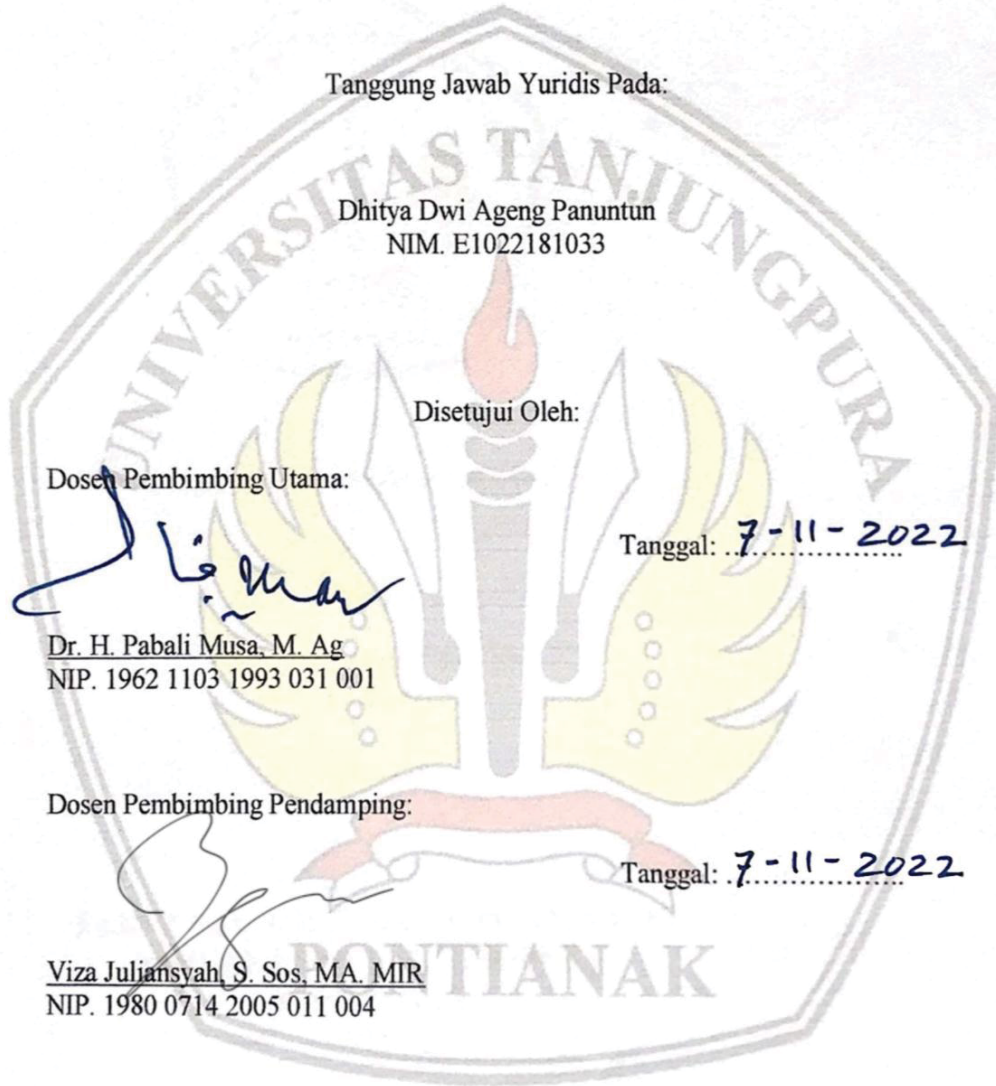 Tanggung Jawab Yuridis Pada:
UNIVERSITAS TANJUNGPURA
Dhitya Dwi Ageng Panuntun
NIM. E1022181033
Disetujui Oleh:
Dosen Pembimbing Utama:
Tanggal: 7-11-2022
Dr. H. Pabali Musa, M. Ag
NIP. 1962 1103 1993 031 001
Dosen Pembimbing Pendamping:
Tanggal: 7-11-2022
PONTIANAK
Viza Juliansyah, S. Sos, MA. MIR
NIP. 1980 0714 2005 011 004